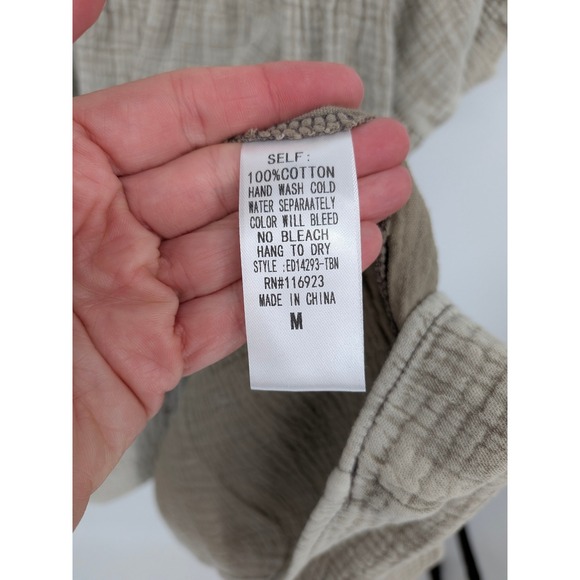 SELF:
100%COTTON
HAND WASH COLD
WATER SEPARAATELY
COLOR WILL BLEED
NO BLEACH
HANG TO DRY
STYLE :ED14293-TBN
RN#116923
MADE IN CHINA
M